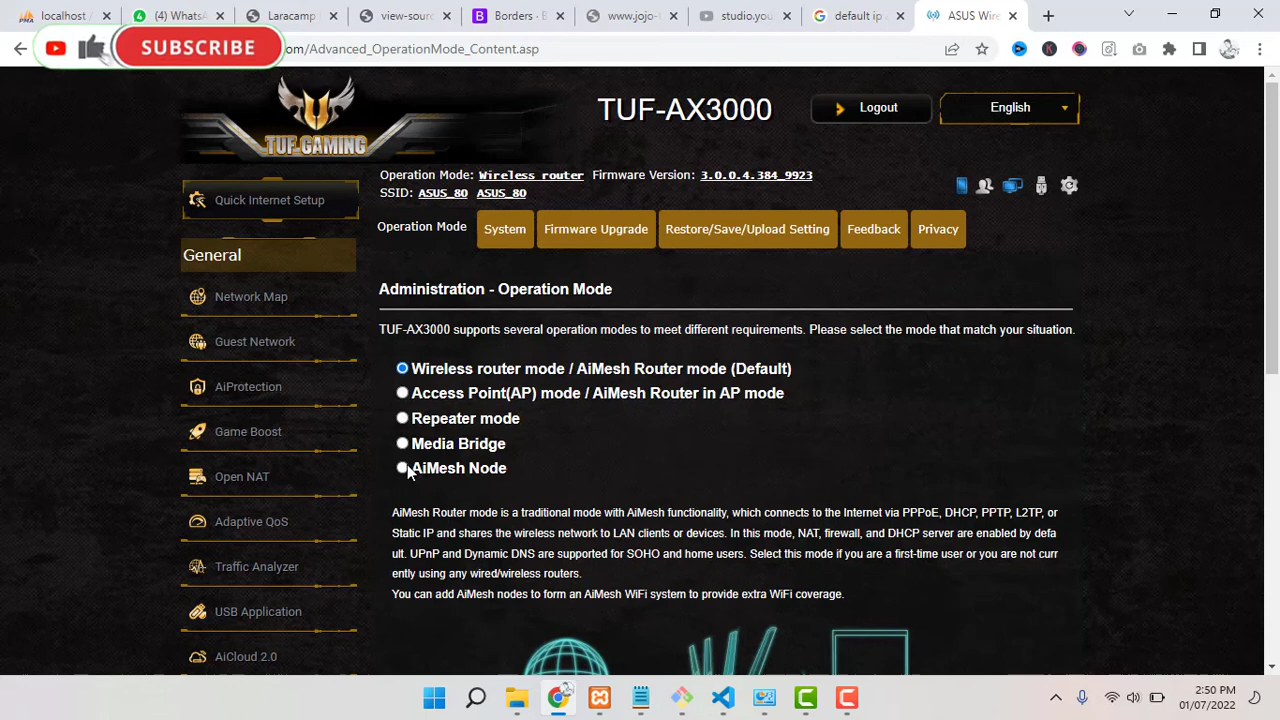 localhost /
(4) WhatsA
Laracamp
view-sourc
Borders · B
www.jojo-l
studio.you
default ip A
ASUS Wire
SUBSCRIBE
om/Advanced_OperationMode_Content.asp
TUF GAMING
TUF-AX3000
Logout
English
Operation Mode: Wireless router Firmware Version: 3.0.0.4.384_9923
SSID: ASUS_80 ASUS_80
Quick Internet Setup
Operation Mode
System
Firmware Upgrade
Restore/Save/Upload Setting
Feedback
Privacy
General
Network Map
Guest Network
AiProtection
Game Boost
Open NAT
Adaptive QoS
Traffic Analyzer
USB Application
AiCloud 2.0
Administration - Operation Mode
TUF-AX3000 supports several operation modes to meet different requirements. Please select the mode that match your situation.
Wireless router mode / AiMesh Router mode (Default)
Access Point(AP) mode / AiMesh Router in AP mode
Repeater mode
Media Bridge
AiMesh Node
AiMesh Router mode is a traditional mode with AiMesh functionality, which connects to the Internet via PPPoE, DHCP, PPTP, L2TP, or
Static IP and shares the wireless network to LAN clients or devices. In this mode, NAT, firewall, and DHCP server are enabled by defa
ult. UPnP and Dynamic DNS are supported for SOHO and home users. Select this mode if you are a first-time user or you are not curr
ently using any wired/wireless routers.
You can add AiMesh nodes to form an AiMesh WiFi system to provide extra WiFi coverage.
2:50 PM
01/07/2022